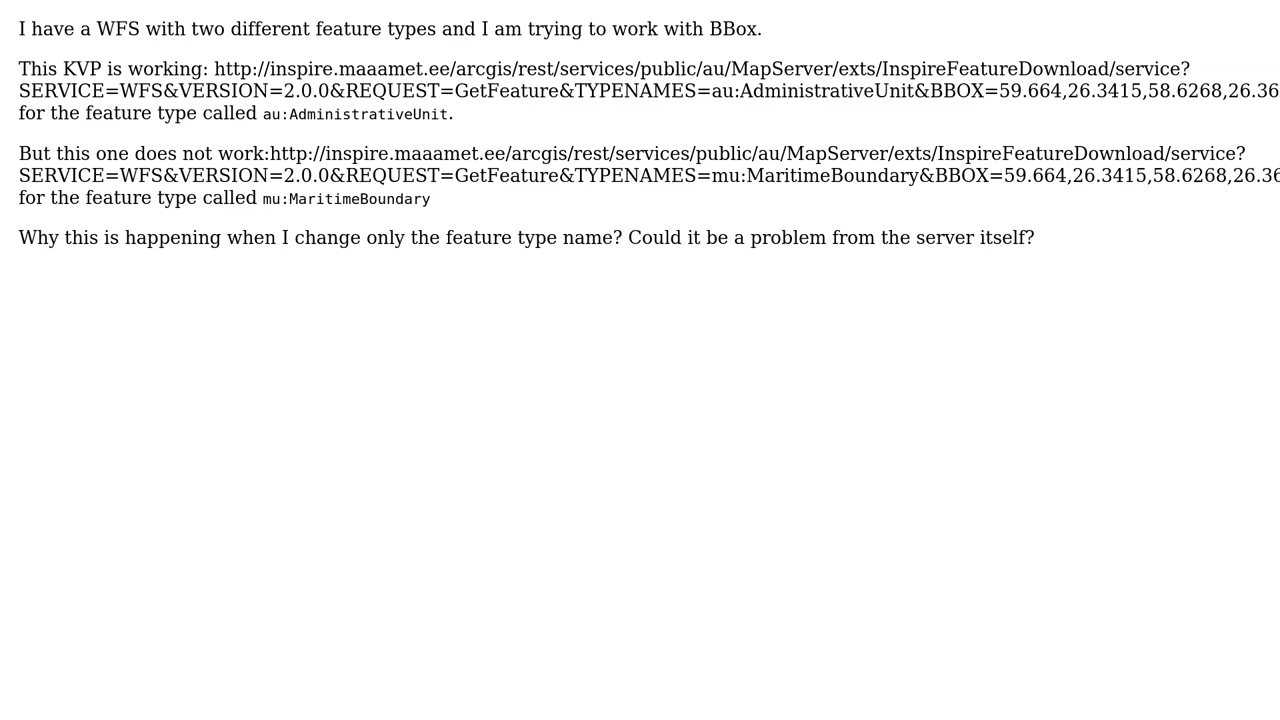 I have a WFS with two different feature types and I am trying to work with BBox.
This KVP is working: http://inspire.maaamet.ee/arcgis/rest/services/public/au/MapServer/exts/InspireFeatureDownload/service?
SERVICE=WFS&VERSION=2.0.0&REQUEST=GetFeature&TYPENAMES=au:AdministrativeUnit&BBOX=59.664,26.3415,58.6268,26.36
for the feature type called au:AdministrativeUnit.
But this one does not work:http://inspire.maaamet.ee/arcgis/rest/services/public/au/MapServer/exts/InspireFeatureDownload/service?
SERVICE=WFS&VERSION=2.0.0&REQUEST=GetFeature&TYPENAMES=mu:MaritimeBoundary&BBOX=59.664,26.3415,58.6268,26.36
for the feature type called mu:MaritimeBoundary
Why this is happening when I change only the feature type name? Could it be a problem from the server itself?